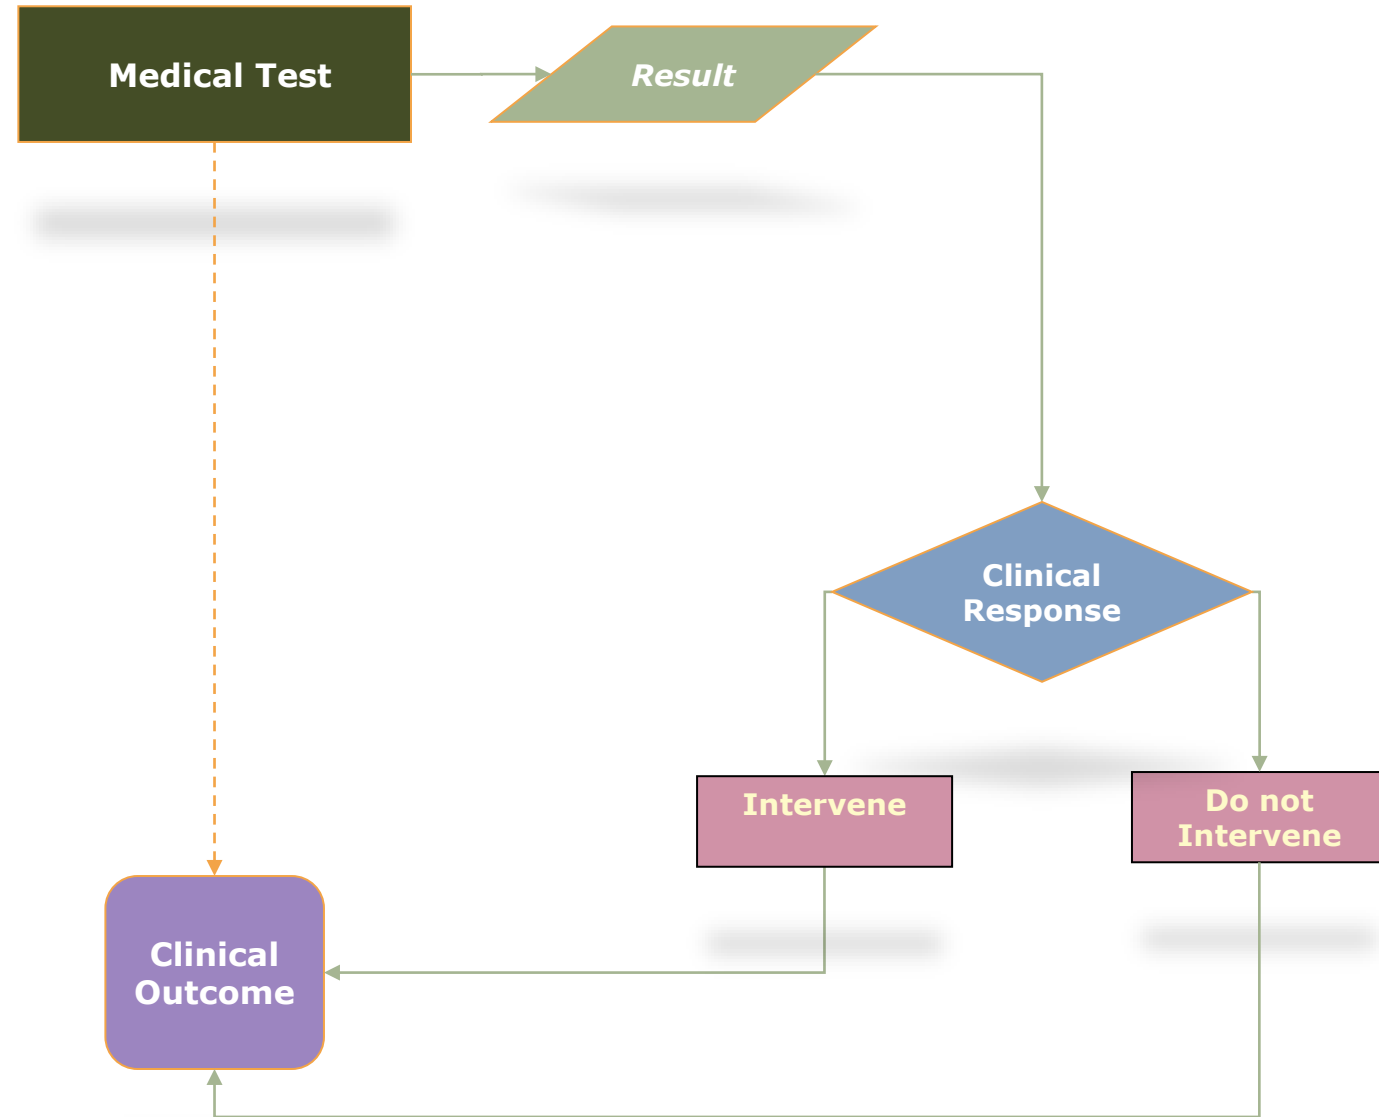 Medical Test
Result
Clinical
Response
Intervene
Do not
Intervene
Clinical
Outcome